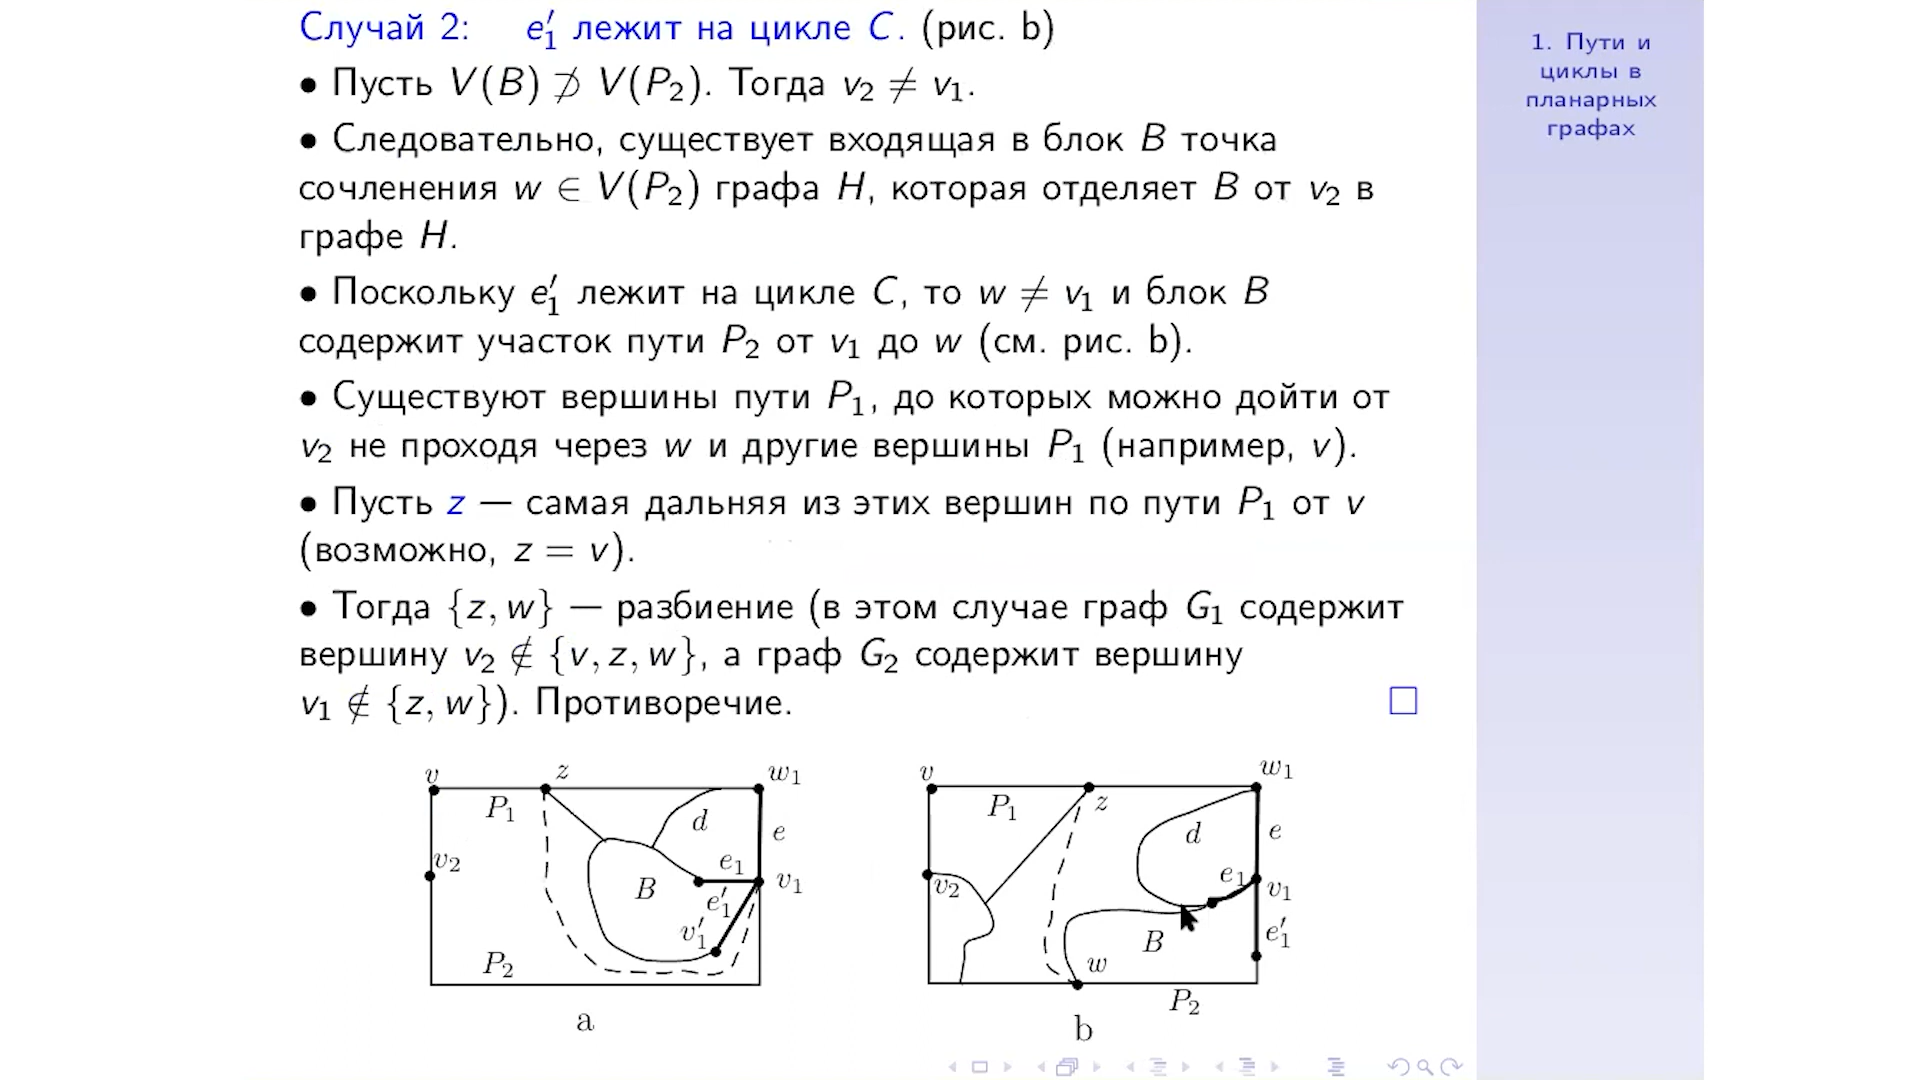 Случай 2: e′₁ лежит на цикле C. (рис. b)
• Пусть V(B) ⊅ V(P₂). Тогда v₂ ≠ v₁.
• Следовательно, существует входящая в блок B точка
сочленения w ∈ V(P₂) графа H, которая отделяет B от v₂ в
графе H.
• Поскольку e′₁ лежит на цикле C, то w ≠ v₁ и блок B
содержит участок пути P₂ от v₁ до w (см. рис. b).
• Существуют вершины пути P₁, до которых можно дойти от
v₂ не проходя через w и другие вершины P₁ (например, v).
• Пусть z — самая дальняя из этих вершин по пути P₁ от v
(возможно, z = v).
• Тогда {z, w} — разбиение (в этом случае граф G₁ содержит
вершину v₂ ∉ {v, z, w}, а граф G₂ содержит вершину
v₁ ∉ {z, w}). Противоречие.
1. Пути и
циклы в
планарных
графах
v
z
w₁
P₁
d
e
v₂
e₁
B
v₁
e′₁
v′₁
P₂
a
v
w₁
P₁
z
d
e
v₂
e₁
v₁
B
e′₁
w
P₂
b